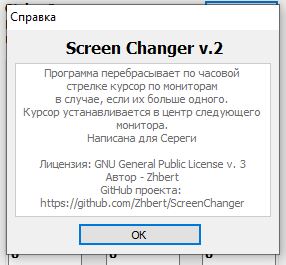 Справка
Screen Changer v.2
Программа перебрасывает по часовой
стрелке курсор по мониторам
в случае, если их больше одного.
Курсор устанавливается в центр следующего
монитора.
Написана для Сереги
Лицензия: GNU General Public License v. 3
Автор - Zhbert
GitHub проекта:
https://github.com/Zhbert/ScreenChanger
OK